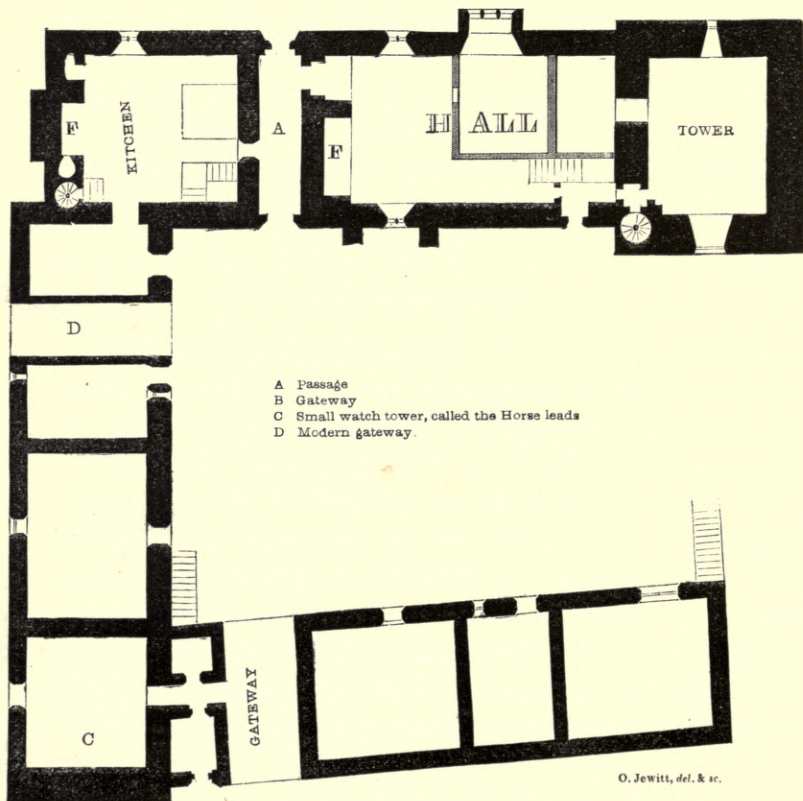 F
KITCHEN
A
F
HALL
TOWER
D
A Passage
B Gateway
C Small watch tower, called the Horse leads
D Modern gateway.
GATEWAY
C
O. Jewitt, del. & sc.